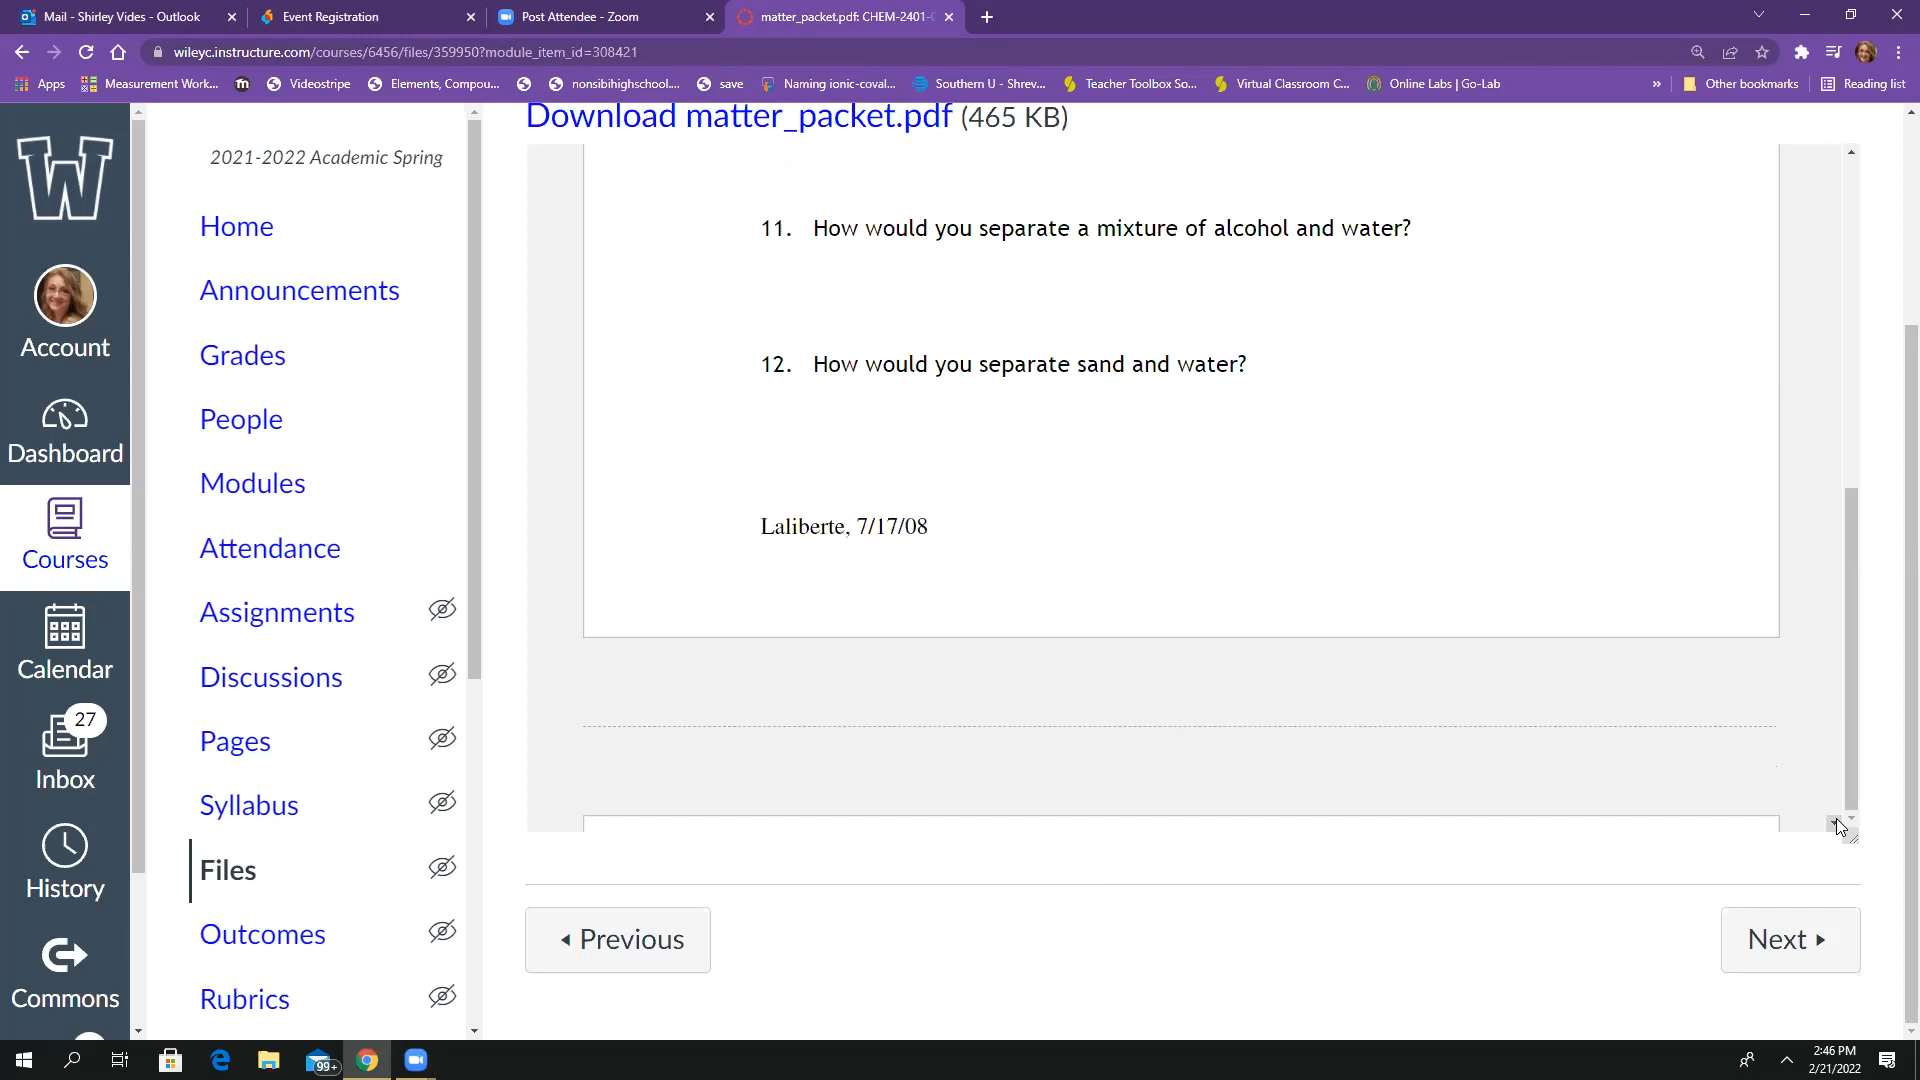 Mail - Shirley Vides - Outlook
Event Registration
Post Attendee - Zoom
matter_packet.pdf: CHEM-2401-
wileyc.instructure.com/courses/6456/files/359950?module_item_id=308421
Apps
Measurement Work...
m
Videostripe
Elements, Compou...
nonsibihighschool....
save
Naming ionic-coval...
Southern U - Shrev...
Teacher Toolbox So...
Virtual Classroom C...
Online Labs | Go-Lab
»
Other bookmarks
Reading list
W
Account
Dashboard
Courses
Calendar
27
Inbox
History
Commons
2021-2022 Academic Spring
Home
Announcements
Grades
People
Modules
Attendance
Assignments
Discussions
Pages
Syllabus
Files
Outcomes
Rubrics
Download matter_packet.pdf (465 KB)
11. How would you separate a mixture of alcohol and water?
12. How would you separate sand and water?
Laliberte, 7/17/08
Previous
Next
99+
2:46 PM
2/21/2022